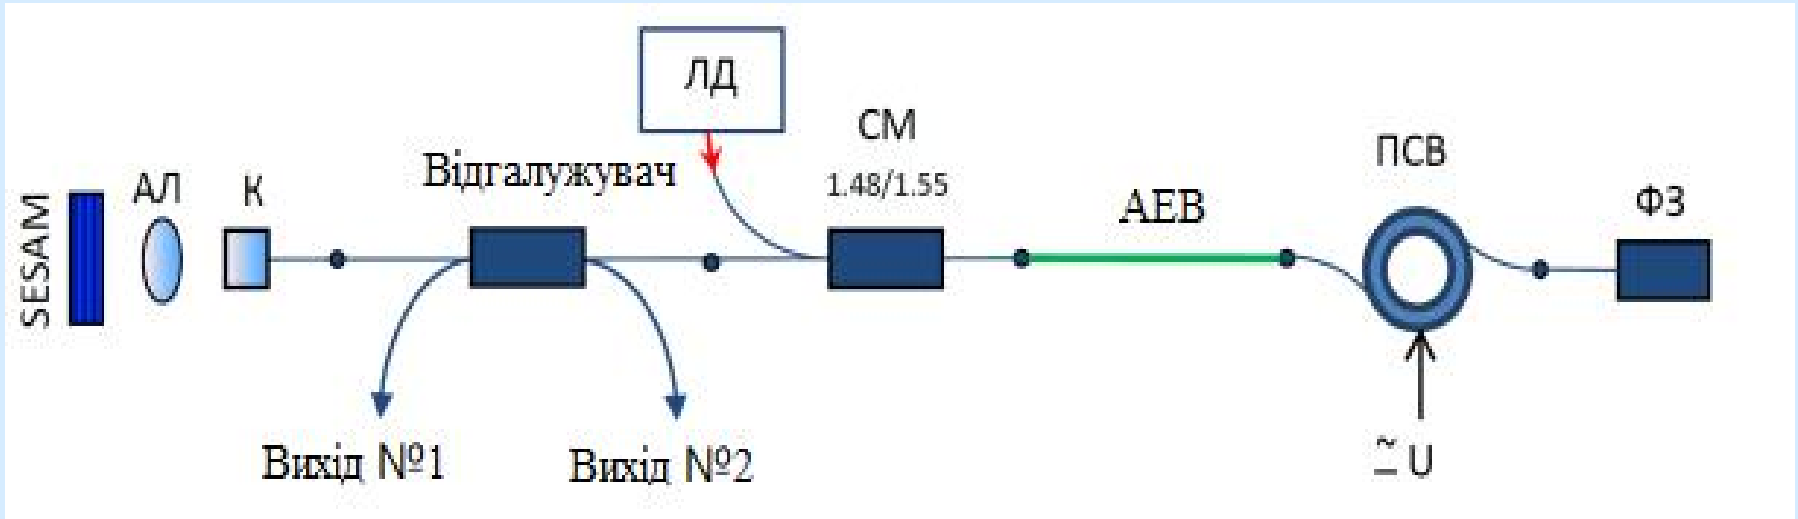 ЛД
СМ
1.48/1.55
Відгалужувач
ПСВ
АЛ
К
АЕВ
ФЗ
SESAM
Вихід №1
Вихід №2
≃ U